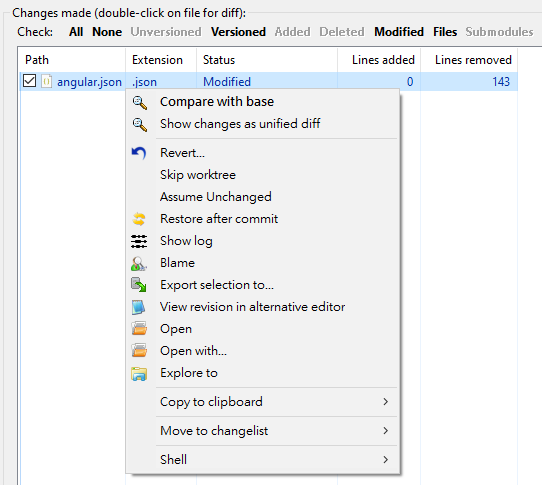 Changes made (double-click on file for diff):
Check: All None Unversioned Versioned Added Deleted Modified Files Submodules
Path Extension Status Lines added Lines removed
angular.json .json Modified 0 143
Compare with base
Show changes as unified diff
Revert...
Skip worktree
Assume Unchanged
Restore after commit
Show log
Blame
Export selection to...
View revision in alternative editor
Open
Open with...
Explore to
Copy to clipboard
Move to changelist
Shell